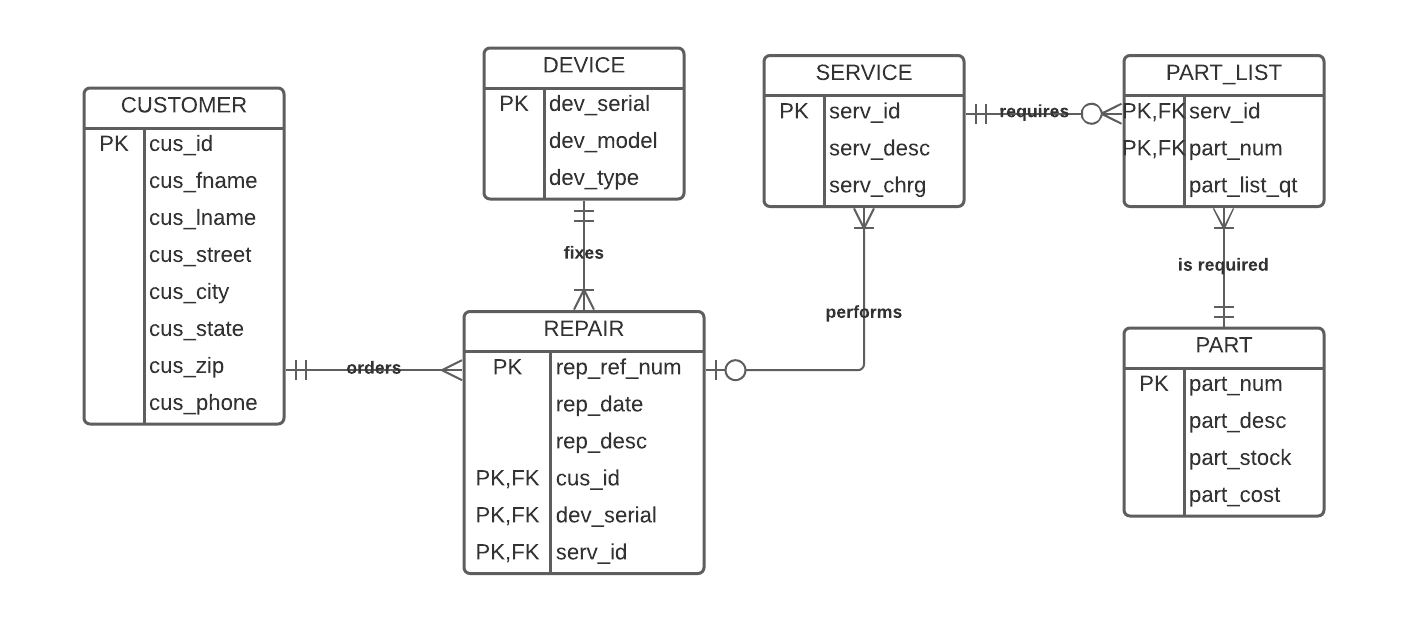 CUSTOMER
PK cus_id
cus_fname
cus_lname
cus_street
cus_city
cus_state
cus_zip
cus_phone
orders
DEVICE
PK dev_serial
dev_model
dev_type
fixes
REPAIR
PK rep_ref_num
rep_date
rep_desc
PK,FK cus_id
PK,FK dev_serial
PK,FK serv_id
performs
SERVICE
PK serv_id
serv_desc
serv_chrg
requires
PART_LIST
PK,FK serv_id
PK,FK part_num
part_list_qt
is required
PART
PK part_num
part_desc
part_stock
part_cost